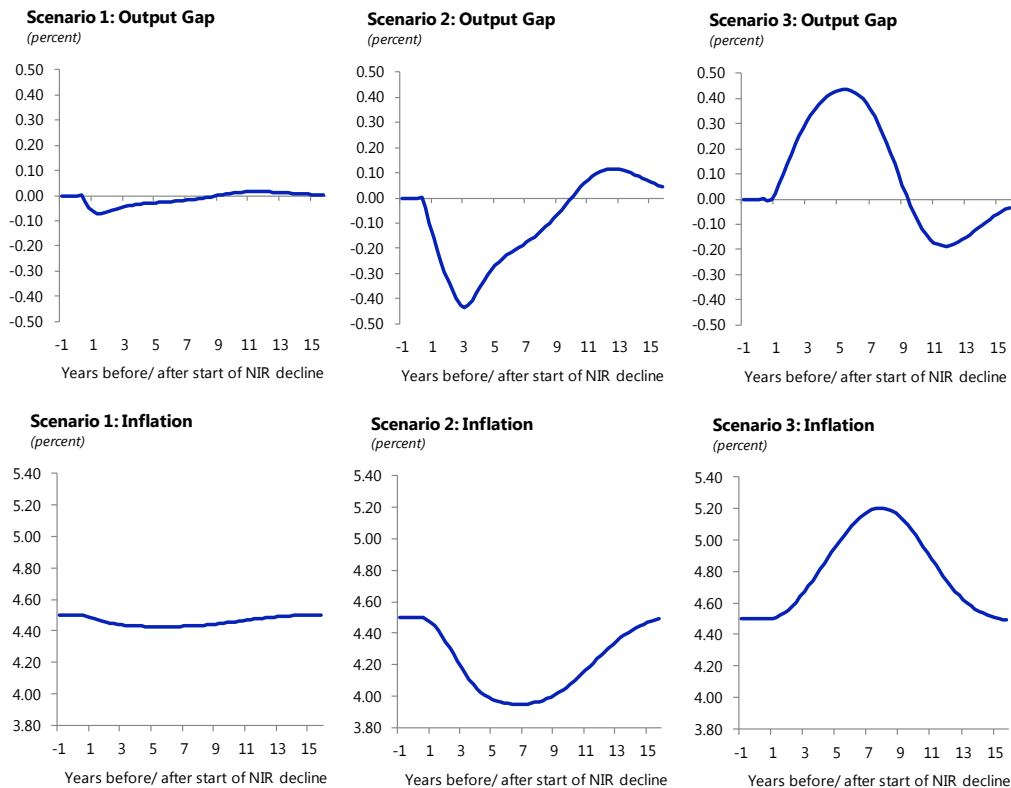 Scenario 1: Output Gap
(percent)
0.50
0.40
0.30
0.20
0.10
0.00
-0.10
-0.20
-0.30
-0.40
-0.50
-1 1 3 5 7 9 11 13 15
Years before/ after start of NIR decline
Scenario 2: Output Gap
(percent)
0.50
0.40
0.30
0.20
0.10
0.00
-0.10
-0.20
-0.30
-0.40
-0.50
-1 1 3 5 7 9 11 13 15
Years before/ after start of NIR decline
Scenario 3: Output Gap
(percent)
0.50
0.40
0.30
0.20
0.10
0.00
-0.10
-0.20
-0.30
-0.40
-0.50
-1 1 3 5 7 9 11 13 15
Years before/ after start of NIR decline
Scenario 1: Inflation
(percent)
5.40
5.20
5.00
4.80
4.60
4.40
4.20
4.00
3.80
-1 1 3 5 7 9 11 13 15
Years before/ after start of NIR decline
Scenario 2: Inflation
(percent)
5.40
5.20
5.00
4.80
4.60
4.40
4.20
4.00
3.80
-1 1 3 5 7 9 11 13 15
Years before/ after start of NIR decline
Scenario 3: Inflation
(percent)
5.40
5.20
5.00
4.80
4.60
4.40
4.20
4.00
3.80
-1 1 3 5 7 9 11 13 15
Years before/ after start of NIR decline